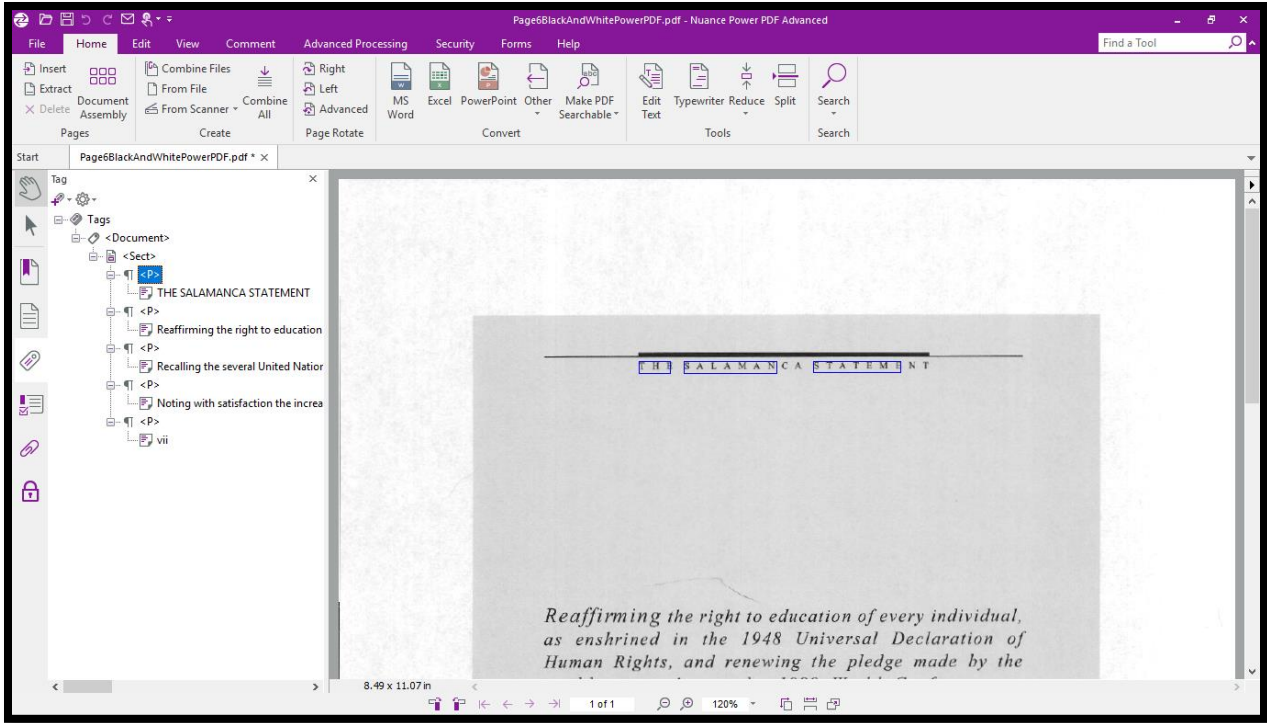 Page6BlackAndWhitePowerPDF.pdf - Nuance Power PDF Advanced
File Home Edit View Comment Advanced Processing Security Forms Help Find a Tool
Insert
Extract
Delete
Document Assembly
Pages
Combine Files
From File
From Scanner
Combine All
Create
Right
Left
Advanced
Page Rotate
MS Word
Excel
PowerPoint
Other
Make PDF Searchable
Convert
Edit Text
Typewriter
Reduce
Split
Tools
Search
Search
Start Page6BlackAndWhitePowerPDF.pdf *
Tag
Tags
<Document>
<Sect>
<P>
THE SALAMANCA STATEMENT
<P>
Reaffirming the right to education
<P>
Recalling the several United Nation
<P>
Noting with satisfaction the increa
<P>
vii
THE SALAMANCA STATEMENT
Reaffirming the right to education of every individual,
as enshrined in the 1948 Universal Declaration of
Human Rights, and renewing the pledge made by the
8.49 x 11.07 in
1 of 1
120%